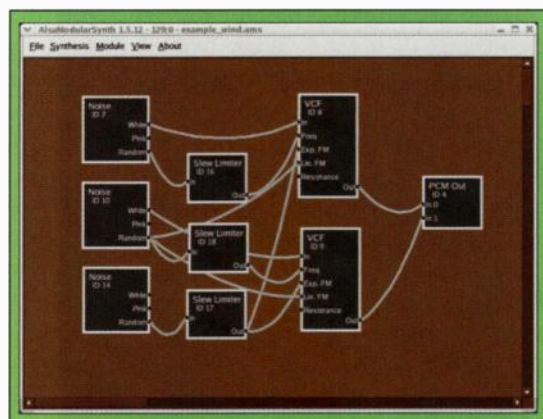 AlsaModularSynth 1.5.12 - 129:0 - example_wind.ams
File Synthesis Module View About
Noise
ID 7
White
Pink
Random
Slew Limiter
ID 16
In
Out
VCF
ID 8
In
Freq
Exp. FM
Lin. FM
Resonance
Out
PCM Out
ID 4
In 0
In 1
Noise
ID 10
White
Pink
Random
Slew Limiter
ID 18
In
Out
VCF
ID 9
In
Freq
Exp. FM
Lin. FM
Resonance
Out
Noise
ID 14
White
Pink
Random
Slew Limiter
ID 17
In
Out